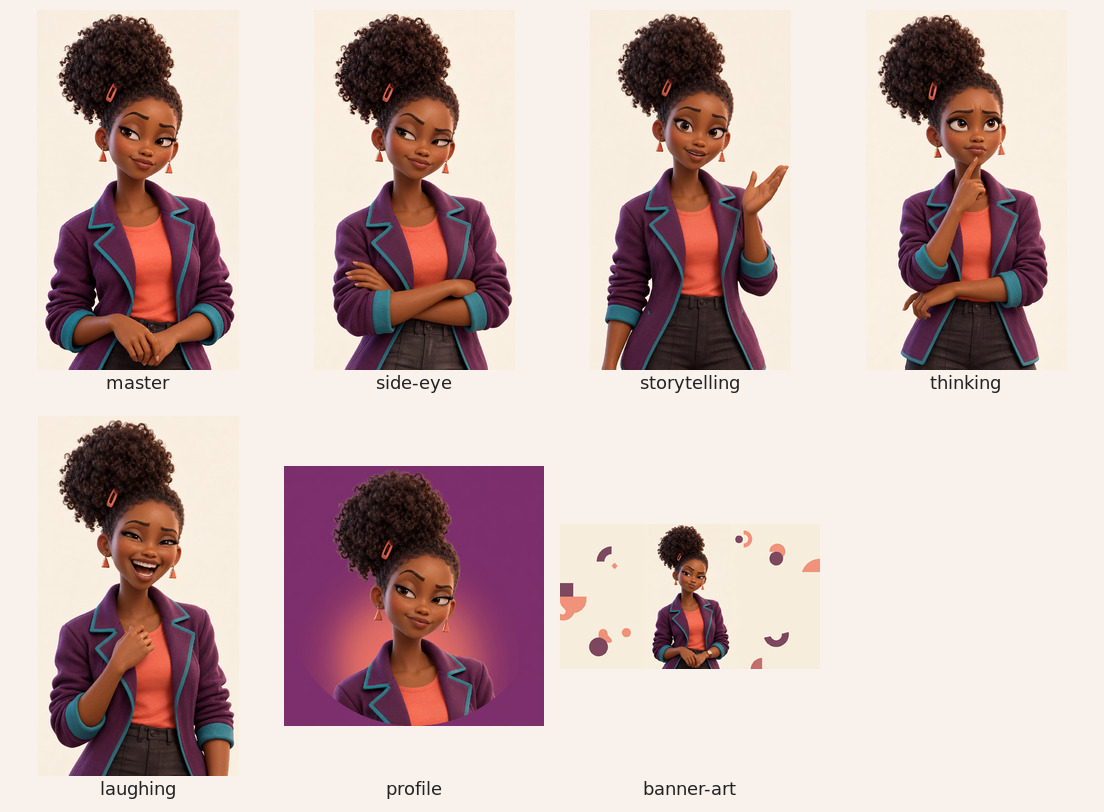 master
side-eye
storytelling
thinking
laughing
profile
banner-art